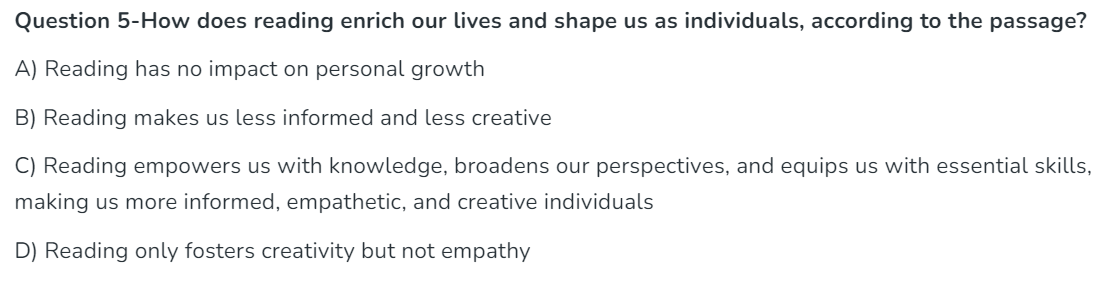 Question 5-How does reading enrich our lives and shape us as individuals, according to the passage?
A) Reading has no impact on personal growth
B) Reading makes us less informed and less creative
C) Reading empowers us with knowledge, broadens our perspectives, and equips us with essential skills,
making us more informed, empathetic, and creative individuals
D) Reading only fosters creativity but not empathy